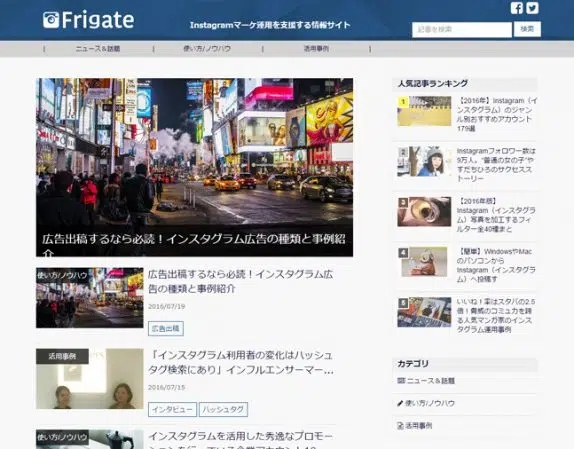 Frigate
Instagramマーケ運用を支援する情報サイト
記事を検索
検索
ニュース＆話題
使い方/ノウハウ
活用事例
広告出稿するなら必読！インスタグラム広告の種類と事例紹介
使い方/ノウハウ
広告出稿するなら必読！インスタグラム広
告の種類と事例紹介
2016/07/19
広告出稿
活用事例
「インスタグラム利用者の変化はハッシュ
タグ検索にあり」インフルエンサーマー...
2016/07/15
インタビュー
ハッシュタグ
使い方/ノウハウ
インスタグラムを活用した秀逸なプロモー
人気記事ランキング
1
【2016年】Instagram（イ
ンスタグラム）のジャン
ル別おすすめアカウント
179選
2
Instagramフォロワー数は
9万人。“普通の女の子”や
すだちひろのサクセスス
トーリー
3
【2016年版】
Instagram（インスタグラ
ム）写真を加工するフィ
ルター全40種まと
4
【簡単】WindowsやMac
のパソコンから
Instagram（インスタグラ
ム）へ投稿す
5
いいね！率はスタバの2.5
倍！脅威のコミュ力を誇
る人気マンガ家のインス
タグラム運用事例
カテゴリ
ニュース＆話題
使い方/ノウハウ
活用事例